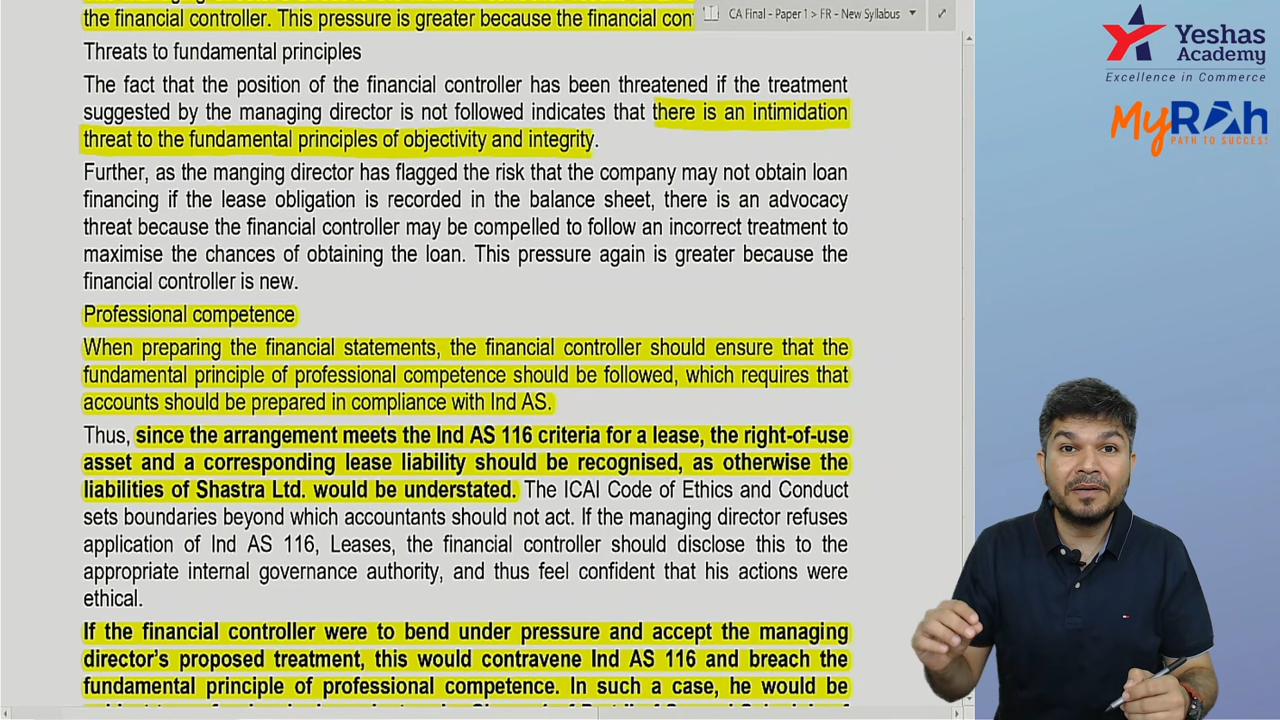 the financial controller. This pressure is greater because the financial con
CA Final - Paper 1 > FR - New Syllabus
Yeshas
Academy
Excellence in Commerce
MyRAh
PATH TO SUCCESS!
Threats to fundamental principles
The fact that the position of the financial controller has been threatened if the treatment
suggested by the managing director is not followed indicates that there is an intimidation
threat to the fundamental principles of objectivity and integrity.
Further, as the manging director has flagged the risk that the company may not obtain loan
financing if the lease obligation is recorded in the balance sheet, there is an advocacy
threat because the financial controller may be compelled to follow an incorrect treatment to
maximise the chances of obtaining the loan. This pressure again is greater because the
financial controller is new.
Professional competence
When preparing the financial statements, the financial controller should ensure that the
fundamental principle of professional competence should be followed, which requires that
accounts should be prepared in compliance with Ind AS.
Thus, since the arrangement meets the Ind AS 116 criteria for a lease, the right-of-use
asset and a corresponding lease liability should be recognised, as otherwise the
liabilities of Shastra Ltd. would be understated. The ICAI Code of Ethics and Conduct
sets boundaries beyond which accountants should not act. If the managing director refuses
application of Ind AS 116, Leases, the financial controller should disclose this to the
appropriate internal governance authority, and thus feel confident that his actions were
ethical.
If the financial controller were to bend under pressure and accept the managing
director's proposed treatment, this would contravene Ind AS 116 and breach the
fundamental principle of professional competence. In such a case, he would be